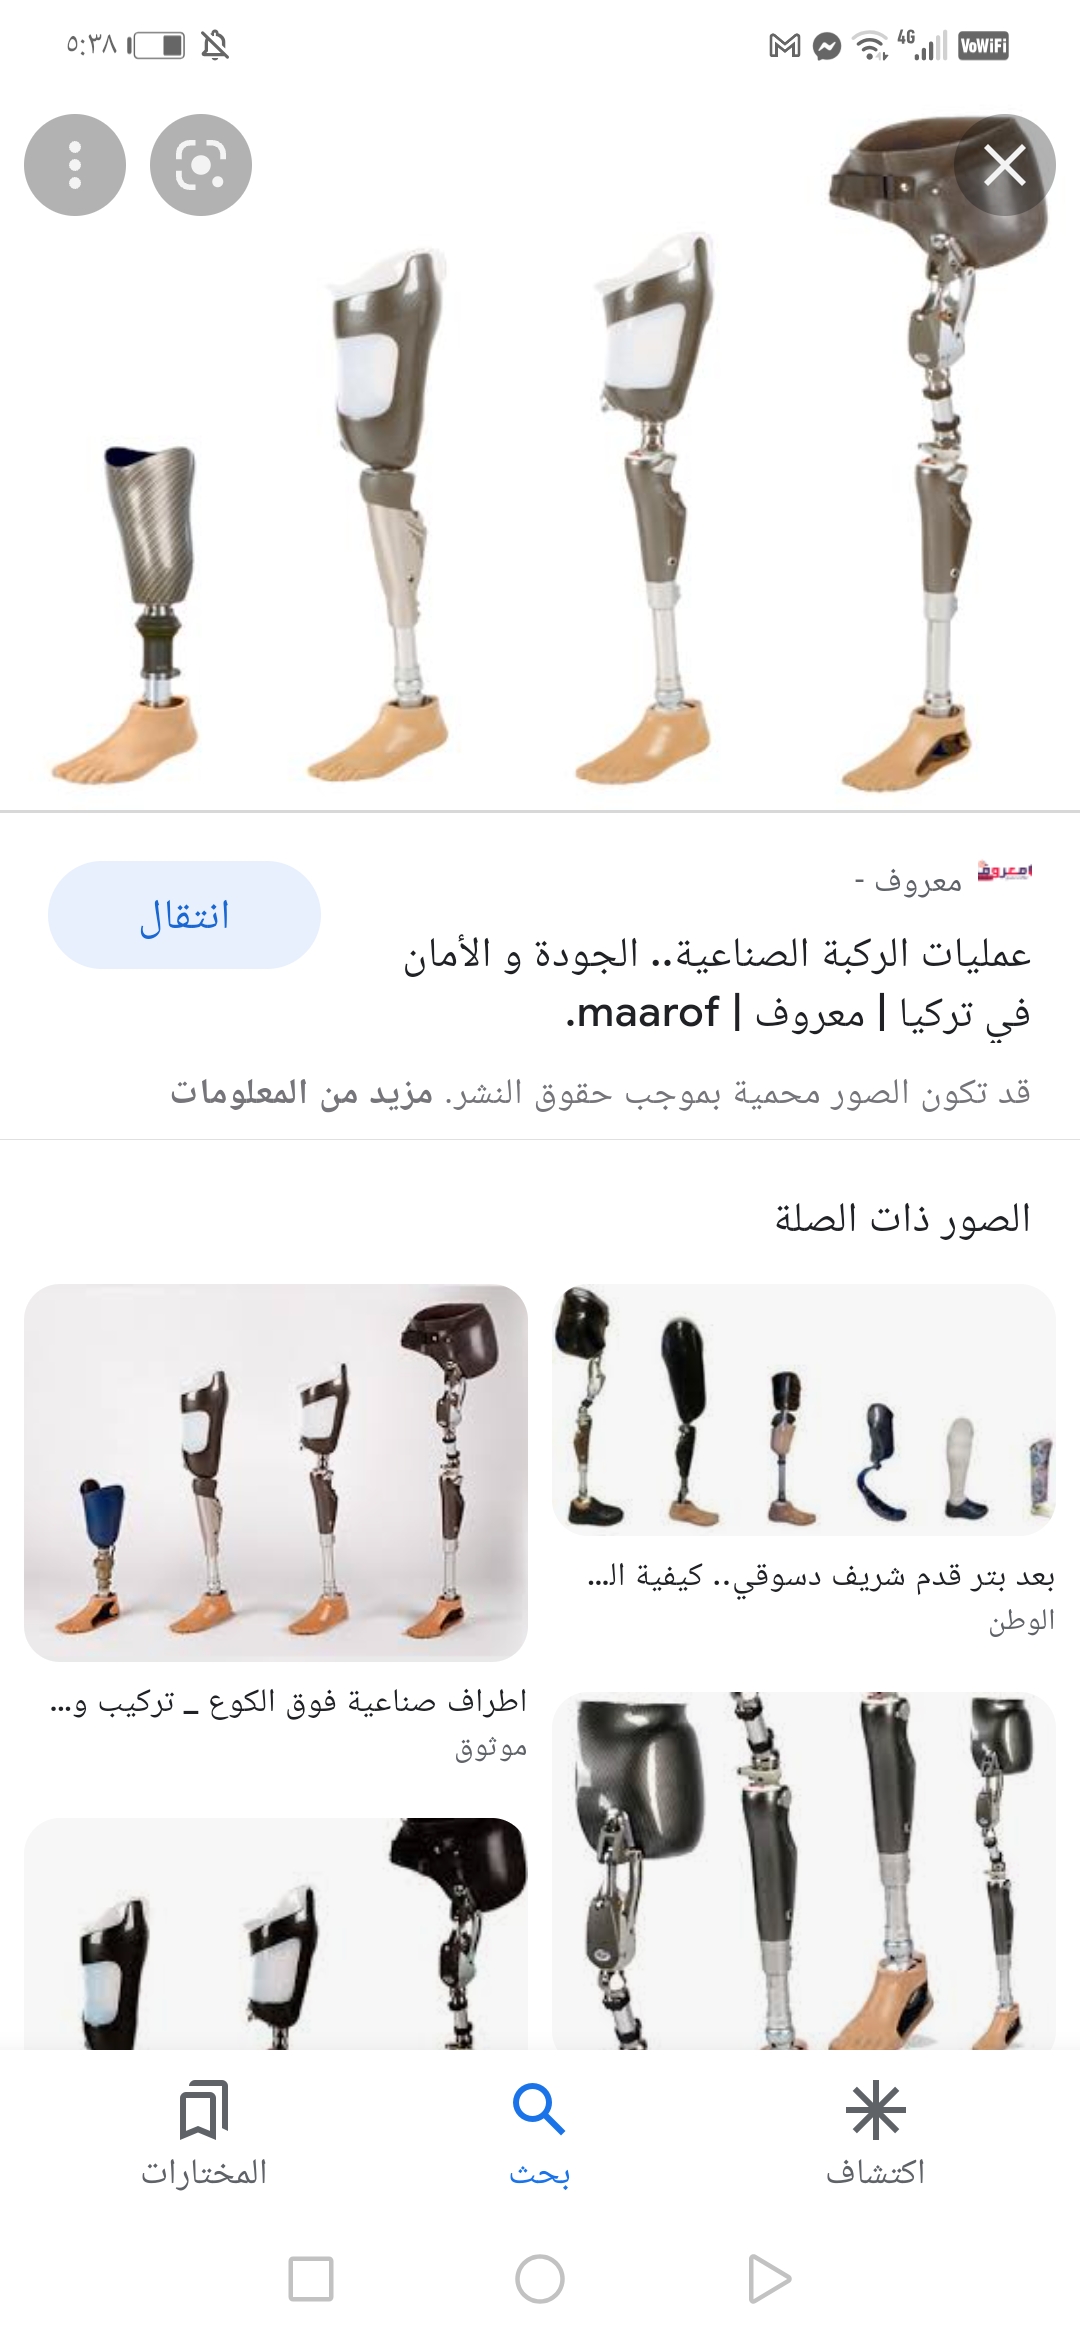 ٥:٣٨
4G
VoWiFi
معروف
معروف -
عمليات الركبة الصناعية.. الجودة و الأمان
في تركيا | معروف | maarof.
انتقال
قد تكون الصور محمية بموجب حقوق النشر. مزيد من المعلومات
الصور ذات الصلة
بعد بتر قدم شريف دسوقي.. كيفية الـ...
الوطن
اطراف صناعية فوق الكوع _ تركيب و...
موثوق
اكتشاف
بحث
المختارات